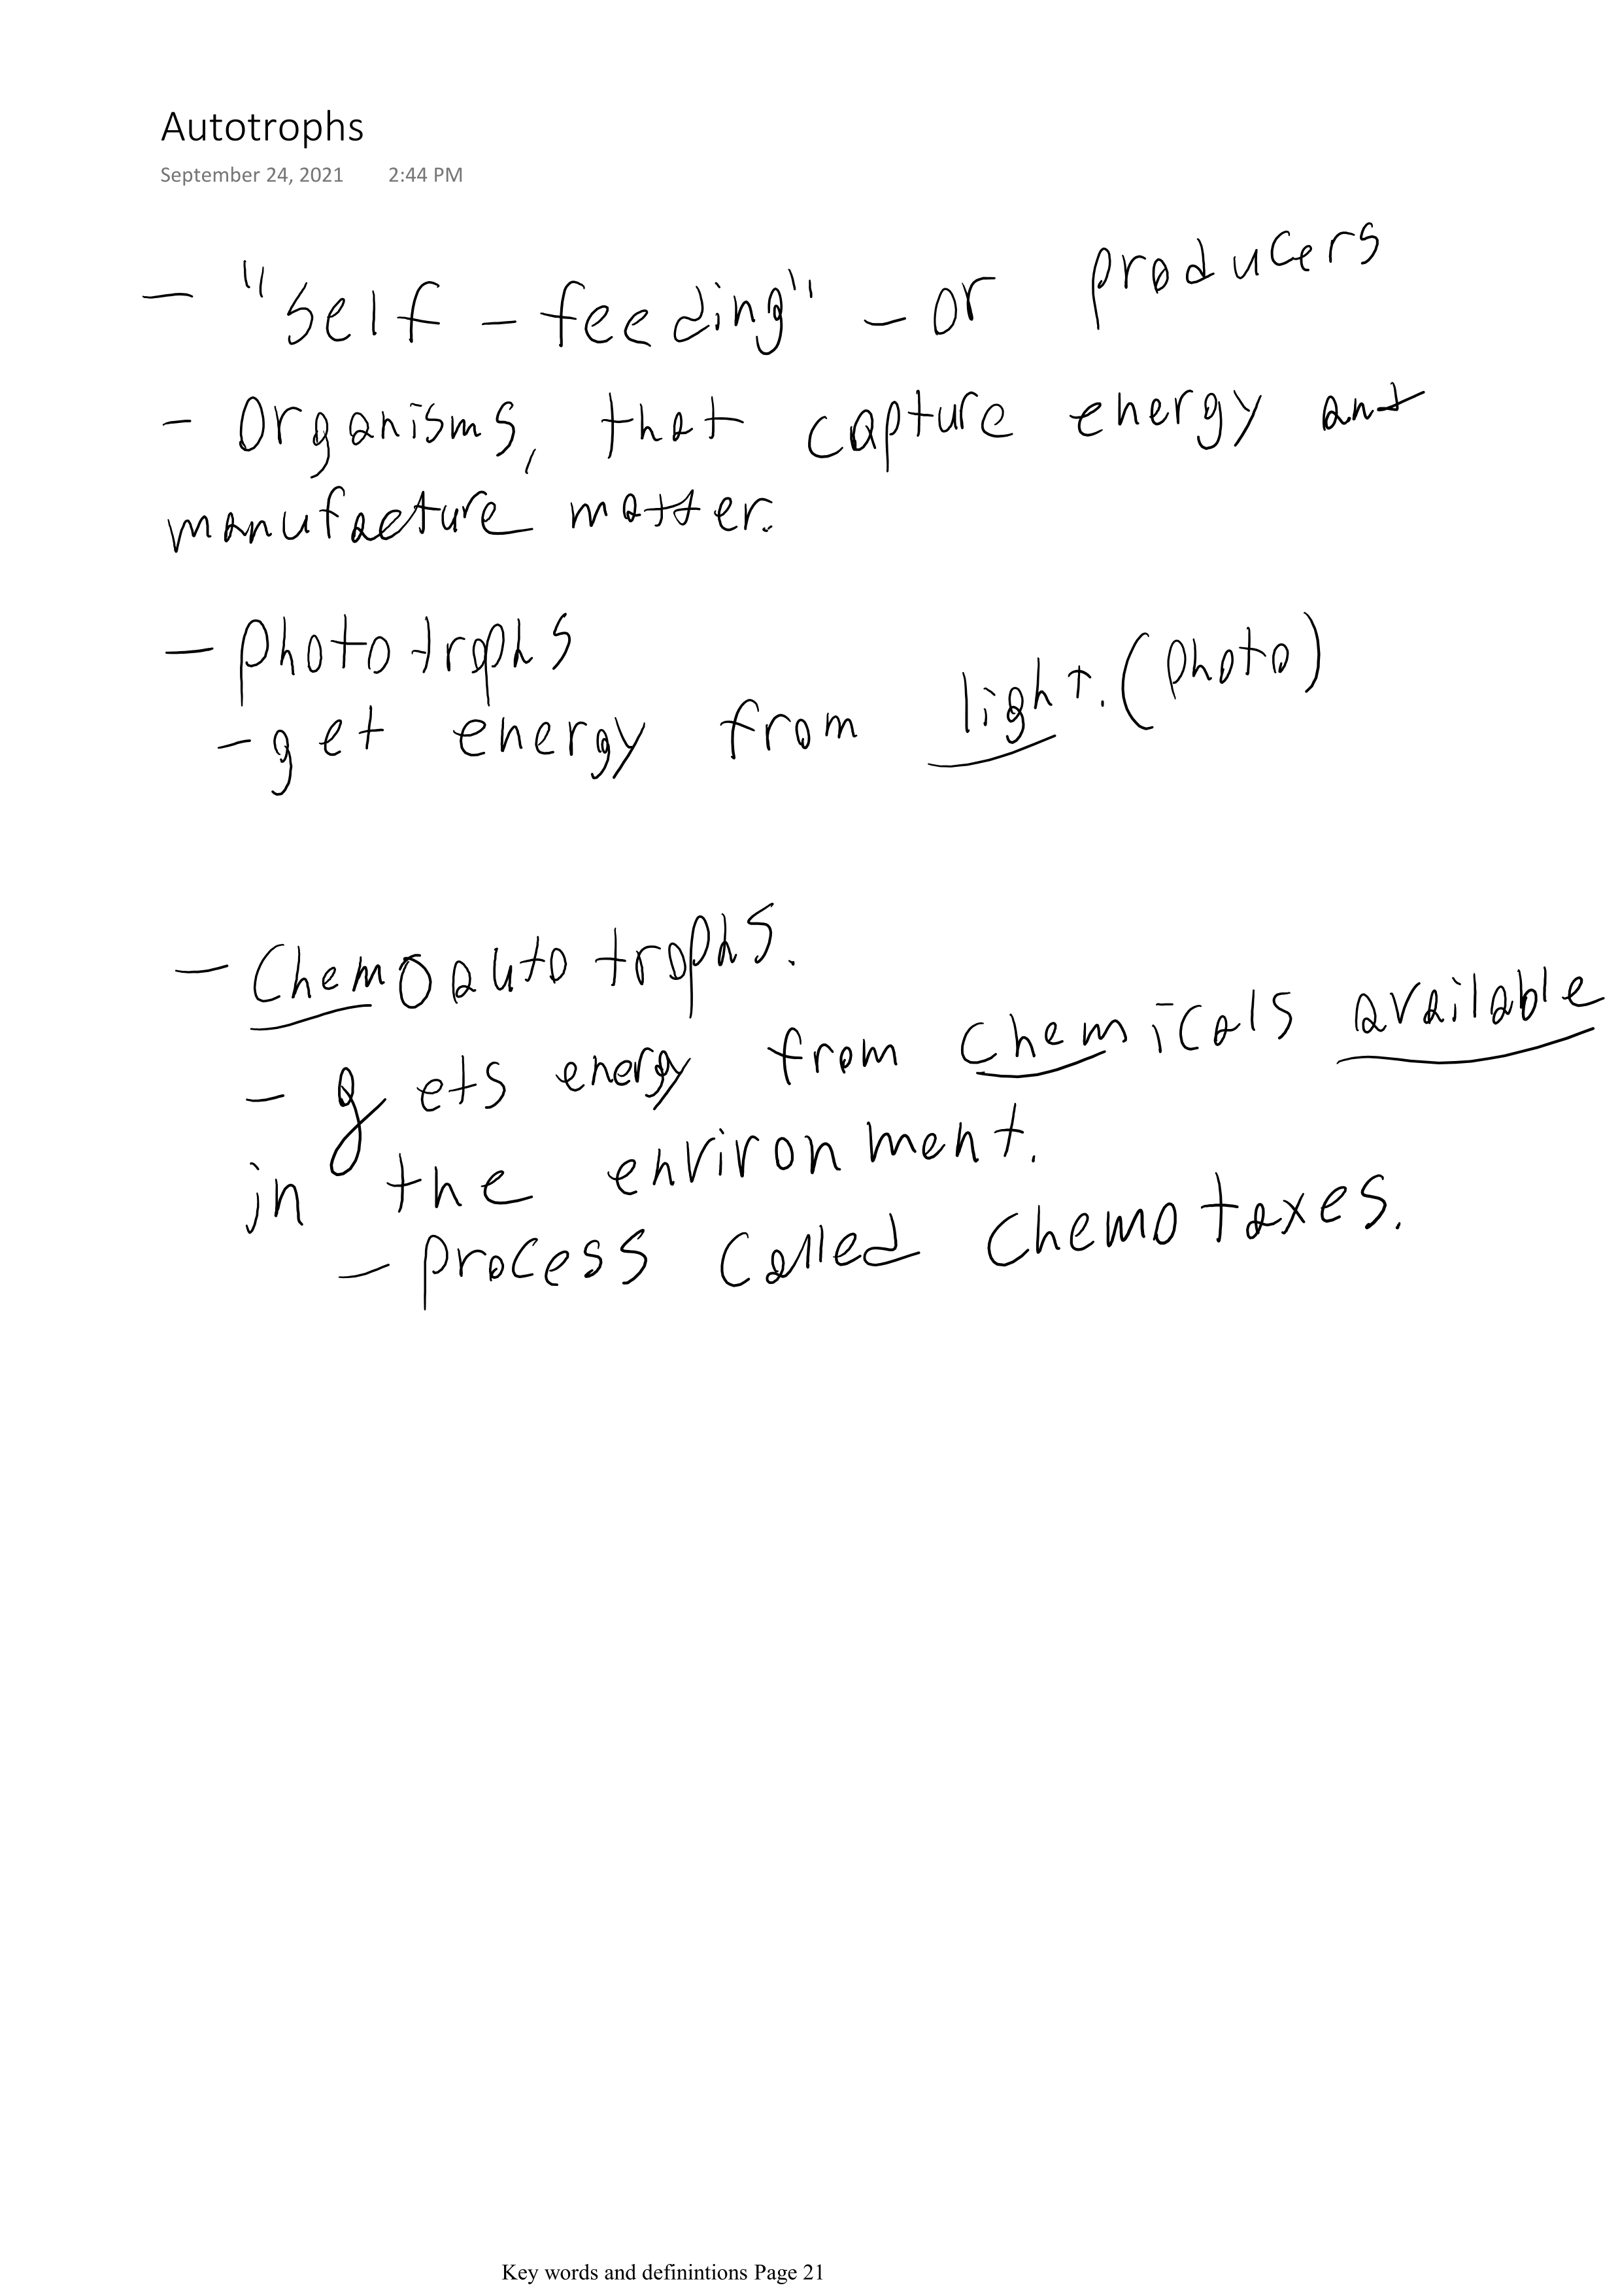 Autotrophs
September 24, 2021 2:44 PM
- "self-feeding" - or producers
- Organisms, that capture energy and
manufacture matter.
- Phototrophs
- get energy from light. (Photo)
- Chemoautotrophs.
- gets energy from chemicals available
in the environment.
- process called Chemotaxes.
Key words and definintions Page 21